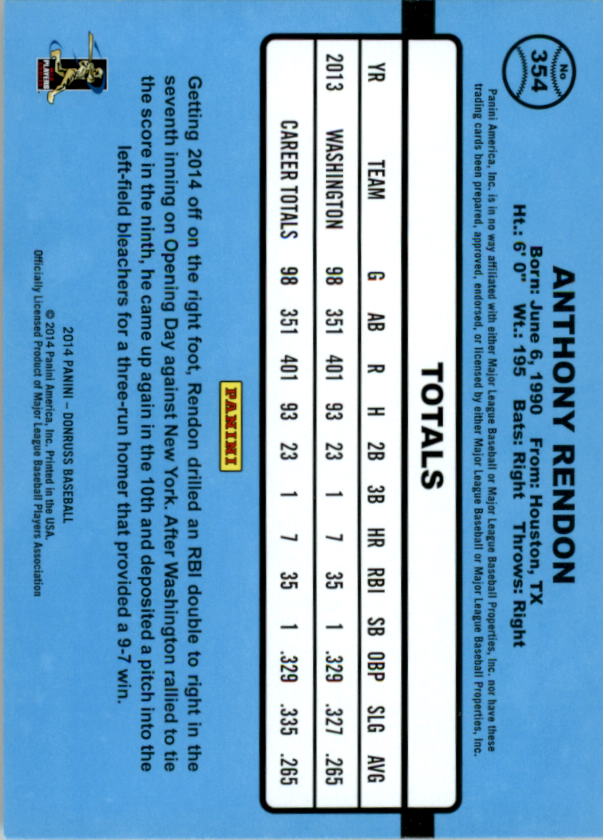 No
354
ANTHONY RENDON
Born: June 6, 1990 From: Houston, TX
Ht.: 6' 0" Wt.: 195 Bats: Right Throws: Right
Panini America, Inc. is in no way affiliated with either Major League Baseball or Major League Baseball Properties, Inc. nor have these
trading cards been prepared, approved, endorsed, or licensed by either Major League Baseball or Major League Baseball Properties, Inc.
TOTALS
YR TEAM G AB R H 2B 3B HR RBI SB OBP SLG AVG
2013 WASHINGTON 98 351 401 93 23 1 7 35 1 .329 .327 .265
CAREER TOTALS 98 351 401 93 23 1 7 35 1 .329 .335 .265
PANINI
Getting 2014 off on the right foot, Rendon drilled an RBI double to right in the
seventh inning on Opening Day against New York. After Washington rallied to tie
the score in the ninth, he came up again in the 10th and deposited a pitch into the
left-field bleachers for a three-run homer that provided a 9-7 win.
PLAYERS
2014 PANINI – DONRUSS BASEBALL
© 2014 Panini America, Inc. Printed in the USA.
Officially Licensed Product of Major League Baseball Players Association